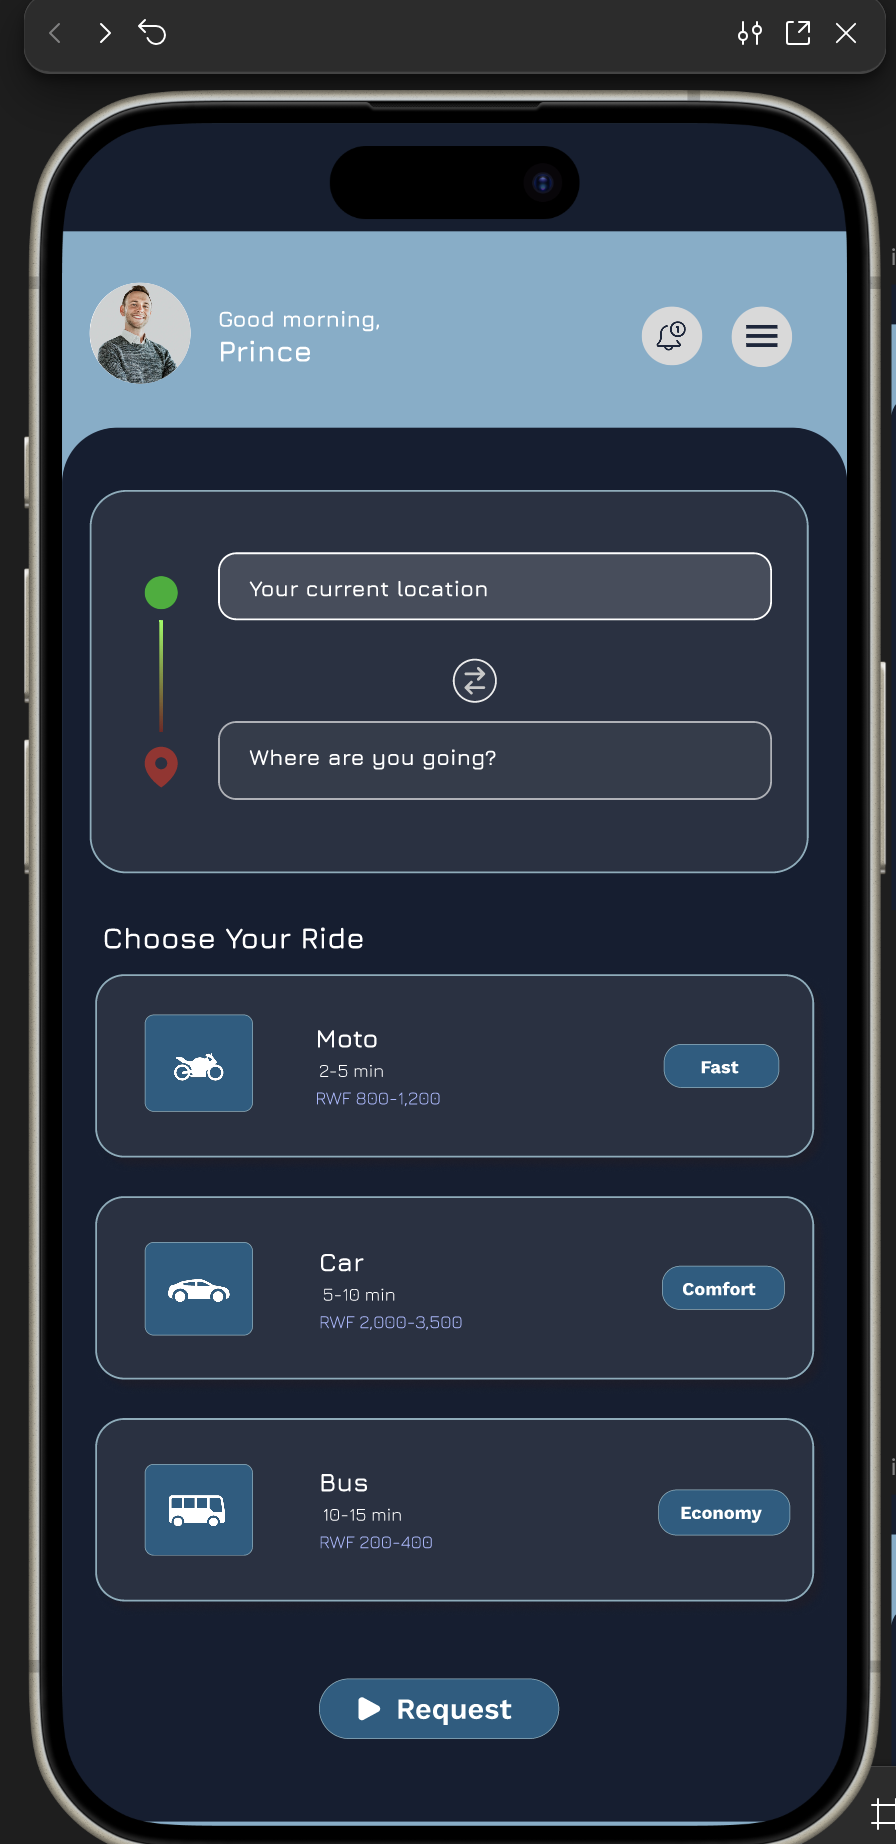 Good morning,
Prince
1
Your current location
Where are you going?
Choose Your Ride
Moto
2-5 min
RWF 800-1,200
Fast
Car
5-10 min
RWF 2,000-3,500
Comfort
Bus
10-15 min
RWF 200-400
Economy
Request